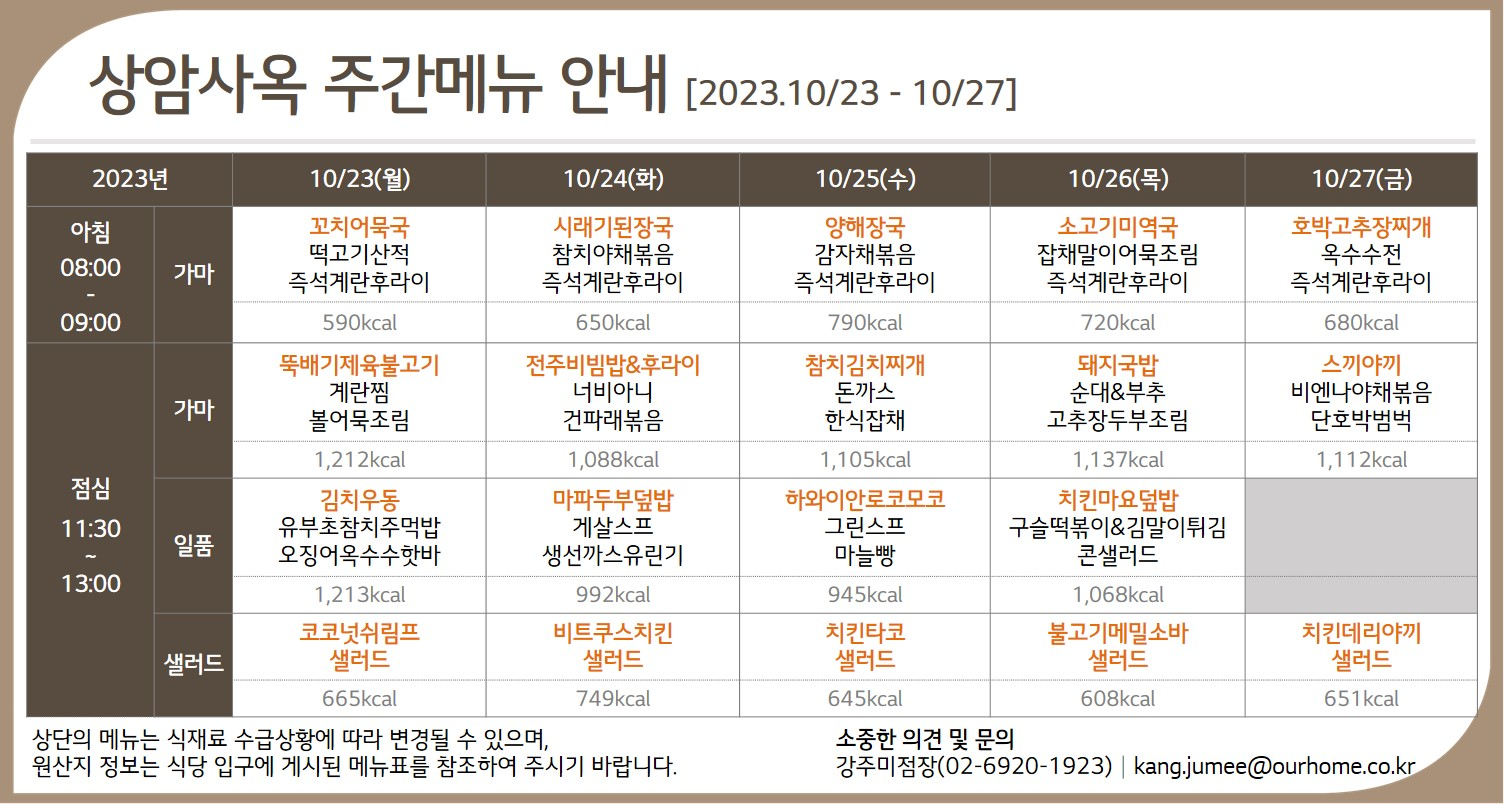 상암사옥 주간메뉴 안내 [2023.10/23 - 10/27]
2023년 10/23(월) 10/24(화) 10/25(수) 10/26(목) 10/27(금)
아침
08:00
-
09:00
가마
꼬치어묵국
떡고기산적
즉석계란후라이
590kcal
시래기된장국
참치야채볶음
즉석계란후라이
650kcal
양해장국
감자채볶음
즉석계란후라이
790kcal
소고기미역국
잡채말이어묵조림
즉석계란후라이
720kcal
호박고추장찌개
옥수수전
즉석계란후라이
680kcal
점심
11:30
~
13:00
가마
뚝배기제육불고기
계란찜
볼어묵조림
1,212kcal
전주비빔밥&후라이
너비아니
건파래볶음
1,088kcal
참치김치찌개
돈까스
한식잡채
1,105kcal
돼지국밥
순대&부추
고추장두부조림
1,137kcal
스끼야끼
비엔나야채볶음
단호박범벅
1,112kcal
일품
김치우동
유부초참치주먹밥
오징어옥수수핫바
1,213kcal
마파두부덮밥
게살스프
생선까스유린기
992kcal
하와이안로코모코
그린스프
마늘빵
945kcal
치킨마요덮밥
구슬떡볶이&김말이튀김
콘샐러드
1,068kcal
샐러드
코코넛쉬림프
샐러드
665kcal
비트쿠스치킨
샐러드
749kcal
치킨타코
샐러드
645kcal
불고기메밀소바
샐러드
608kcal
치킨데리야끼
샐러드
651kcal
상단의 메뉴는 식재료 수급상황에 따라 변경될 수 있으며,
원산지 정보는 식당 입구에 게시된 메뉴표를 참조하여 주시기 바랍니다.
소중한 의견 및 문의
강주미점장(02-6920-1923) | kang.jumee@ourhome.co.kr